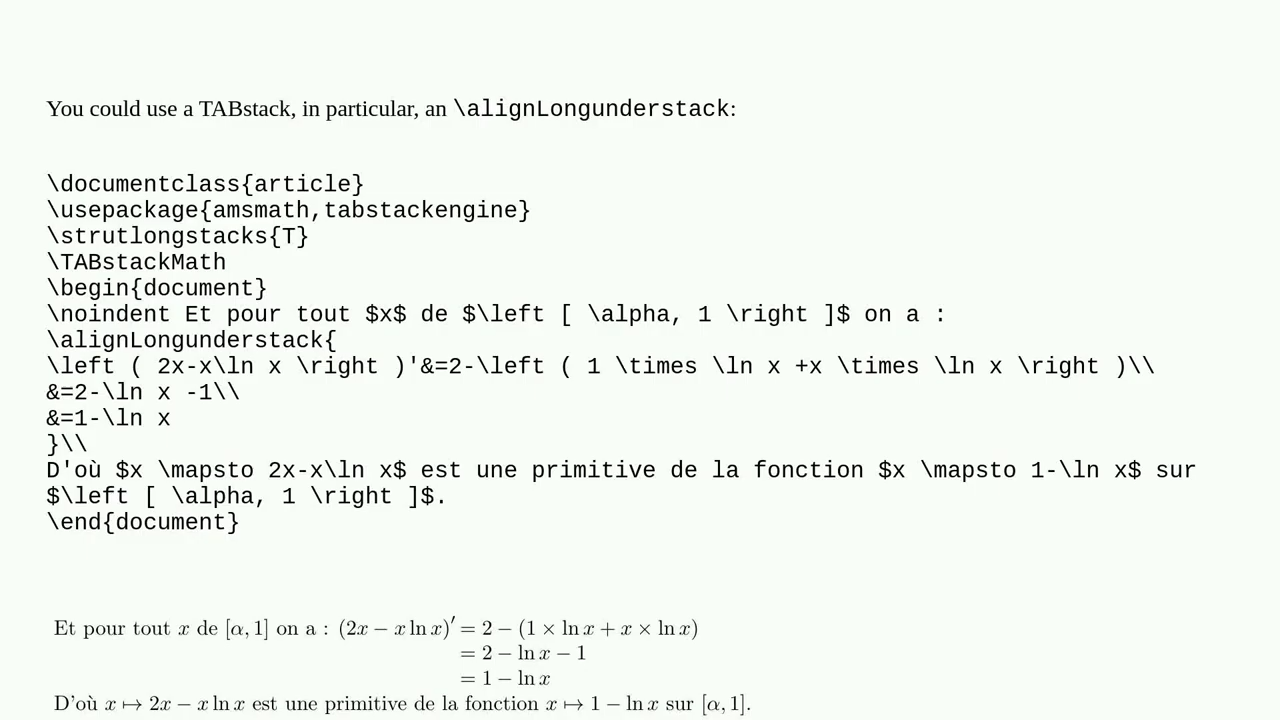 You could use a TABstack, in particular, an \alignLongunderstack:
\documentclass{article}
\usepackage{amsmath,tabstackengine}
\strutlongstacks{T}
\TABstackMath
\begin{document}
\noindent Et pour tout $x$ de $\left [ \alpha, 1 \right ]$ on a :
\alignLongunderstack{
\left ( 2x-x\ln x \right )'&=2-\left ( 1 \times \ln x +x \times \ln x \right )\\
&=2-\ln x -1\\
&=1-\ln x
}\\
D'où $x \mapsto 2x-x\ln x$ est une primitive de la fonction $x \mapsto 1-\ln x$ sur
$\left [ \alpha, 1 \right ]$.
\end{document}
Et pour tout x de [α, 1] on a : (2x − x ln x)′ = 2 − (1 × ln x + x × ln x)
= 2 − ln x − 1
= 1 − ln x
D'où x ↦ 2x − x ln x est une primitive de la fonction x ↦ 1 − ln x sur [α, 1].